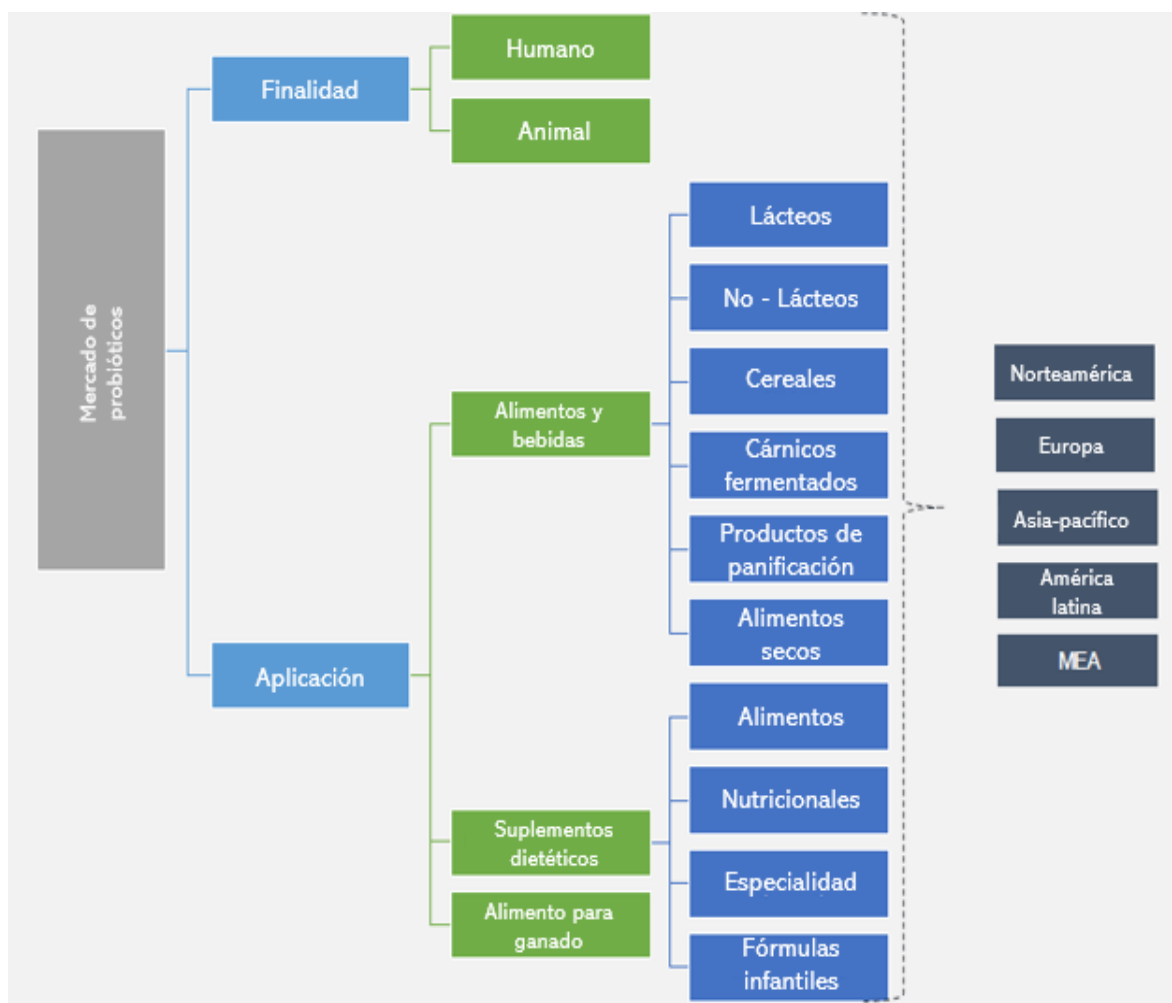 Mercado de
probióticos
Finalidad
Humano
Animal
Aplicación
Alimentos y
bebidas
Lácteos
No - Lácteos
Cereales
Cárnicos
fermentados
Productos de
panificación
Alimentos
secos
Suplementos
dietéticos
Alimentos
Nutricionales
Especialidad
Fórmulas
infantiles
Alimento para
ganado
Norteamérica
Europa
Asia-pacífico
América
latina
MEA